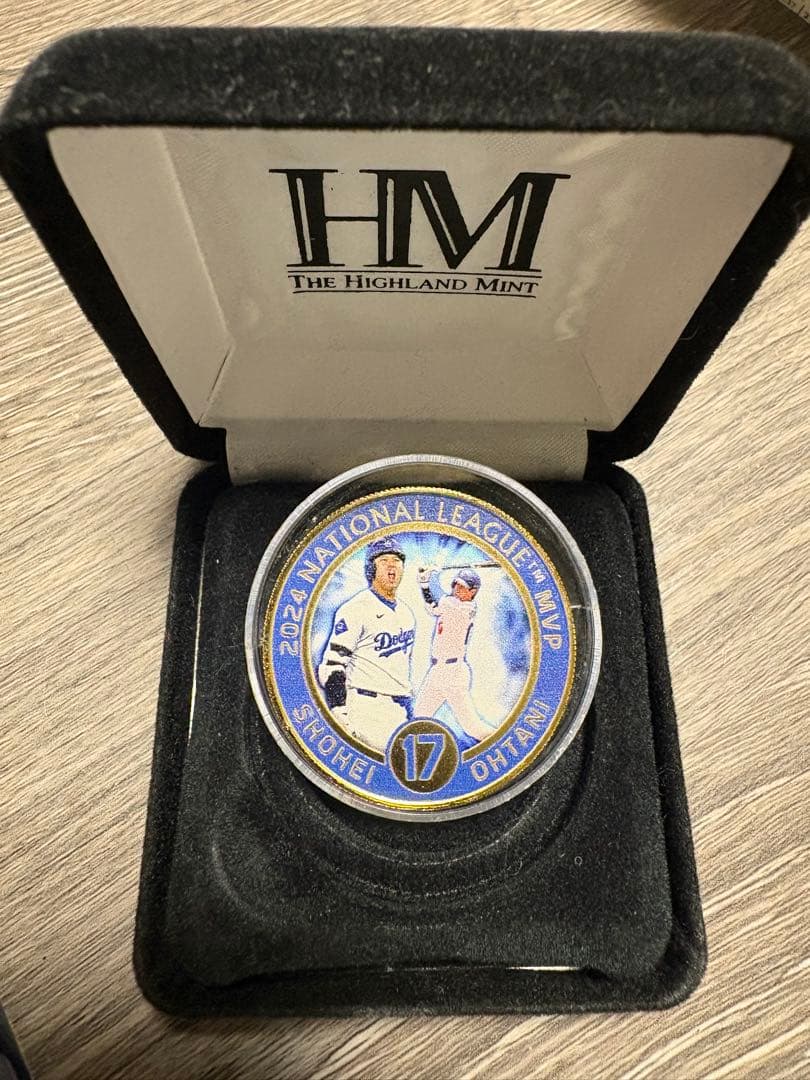 HM
THE HIGHLAND MINT
2024 NATIONAL LEAGUE™ MVP
Dodgers
17
SHOHEI OHTANI